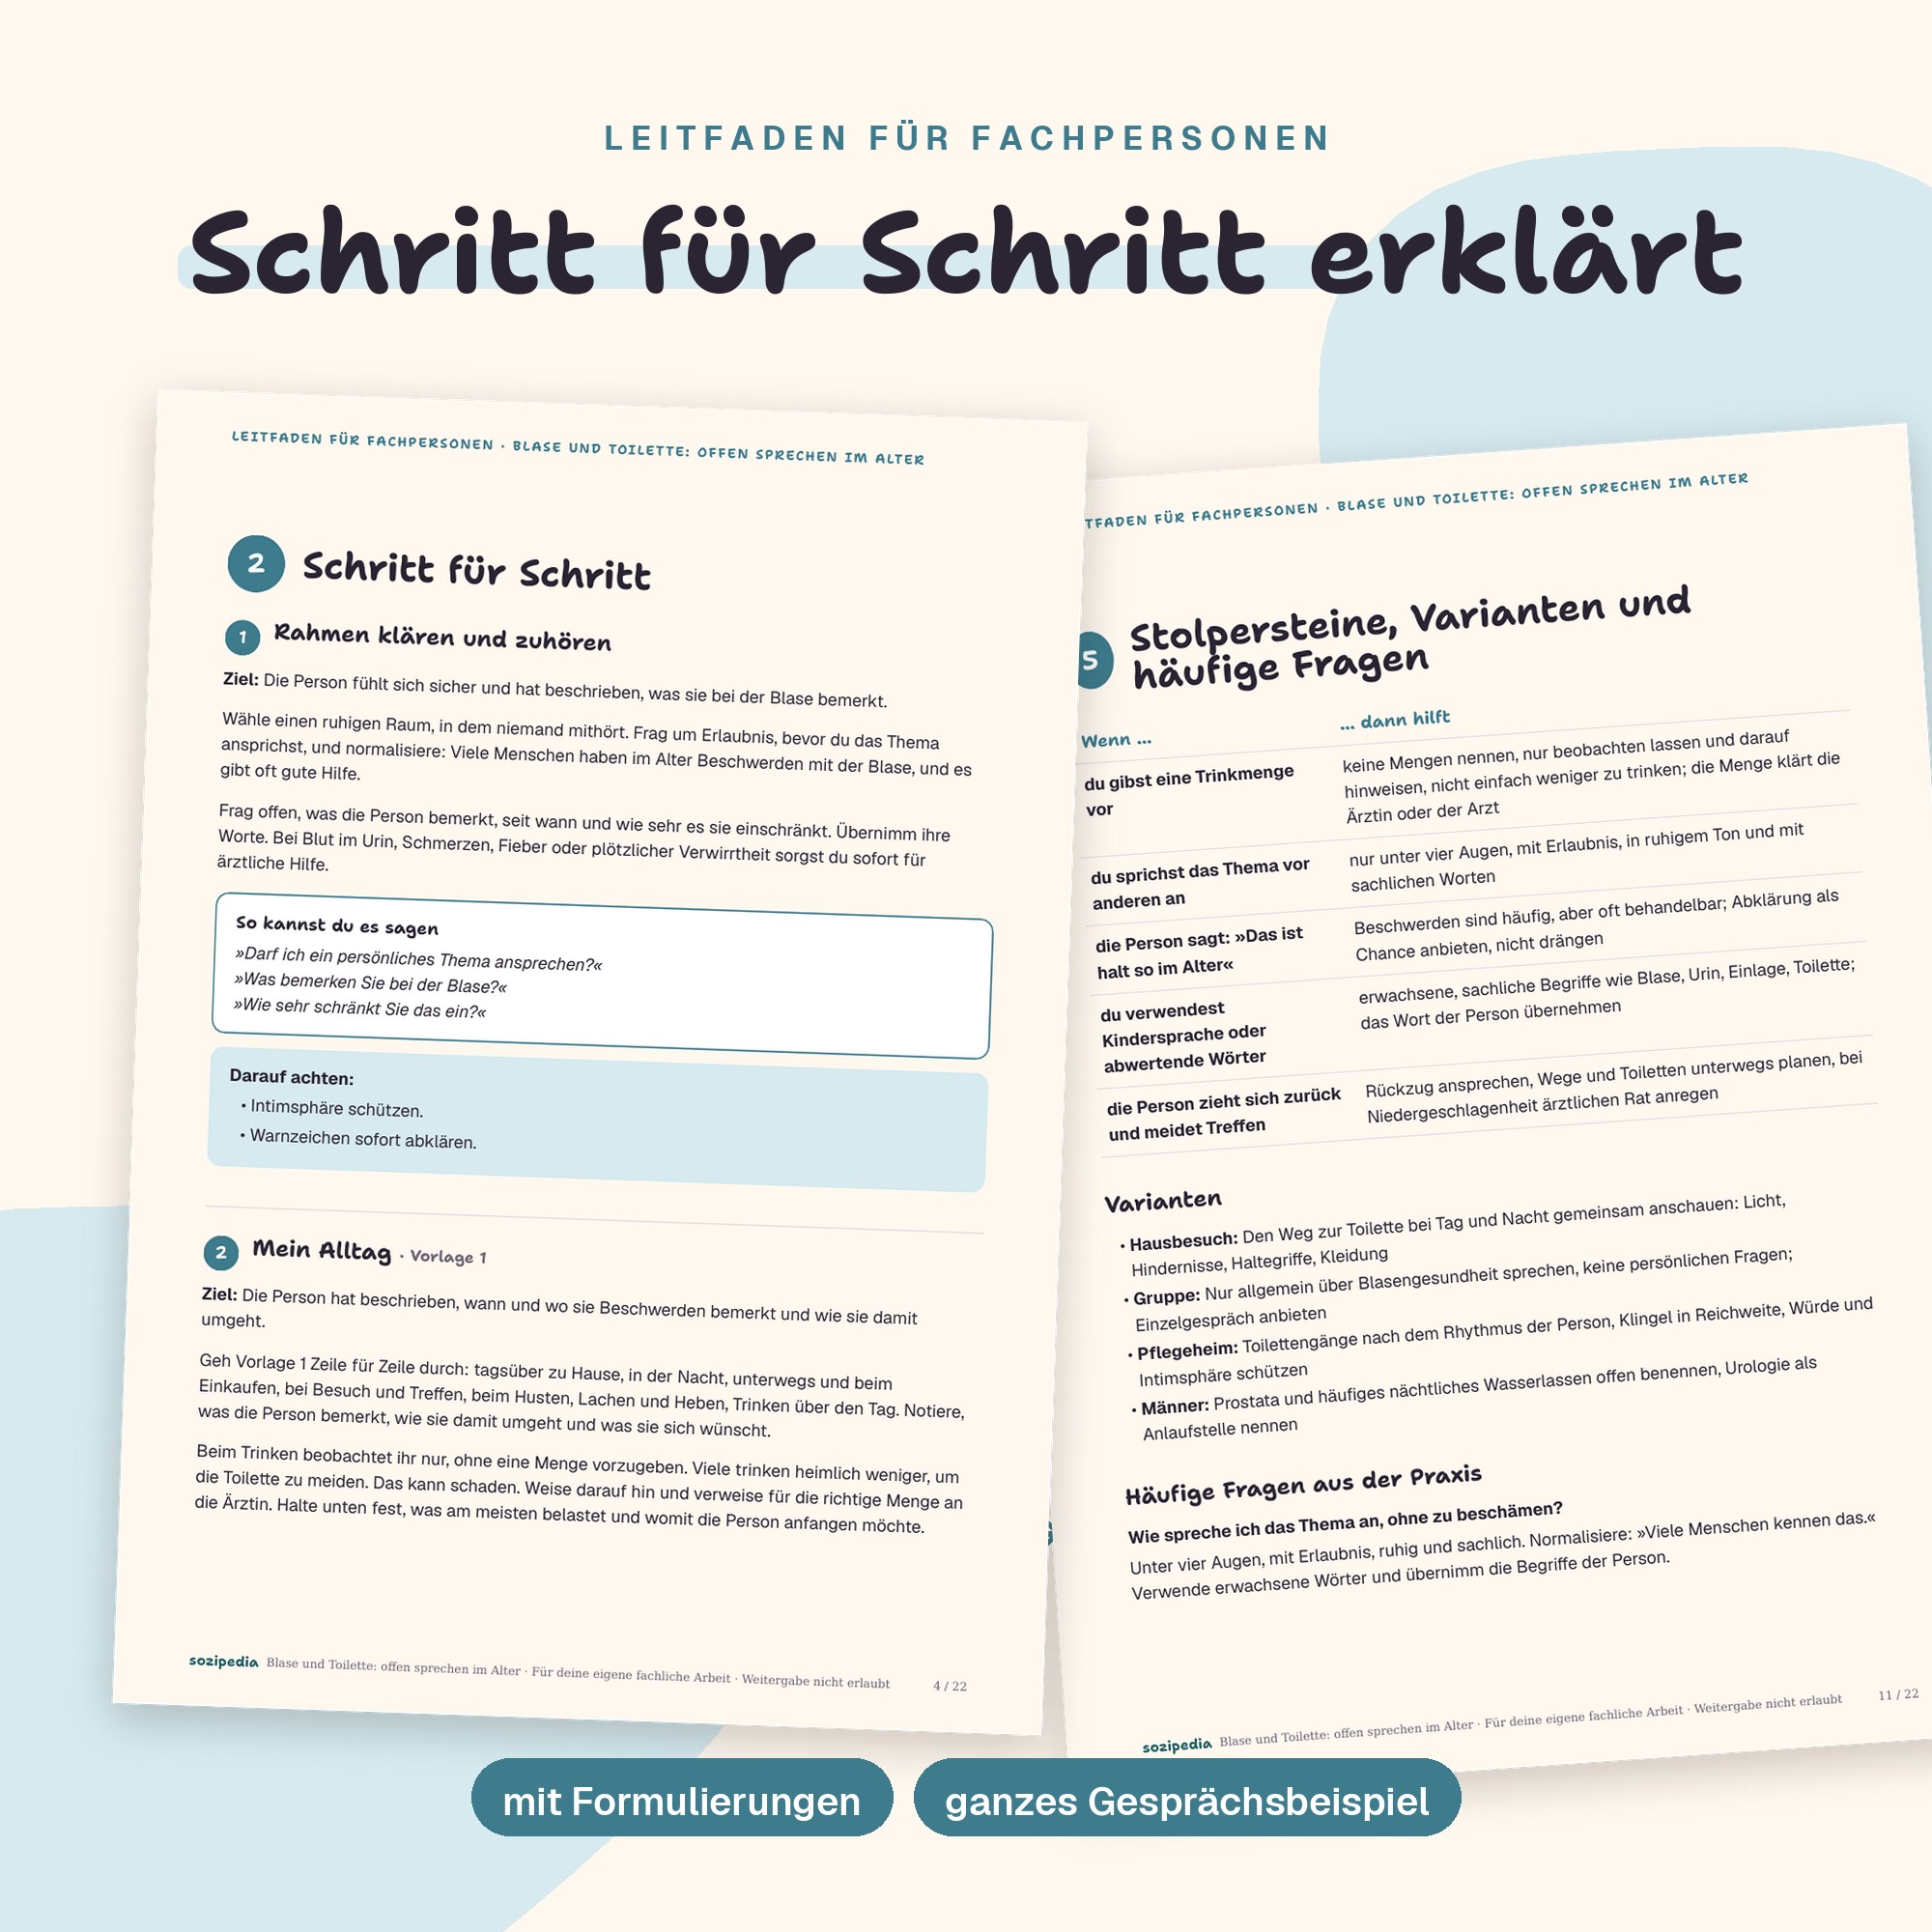 LEITFADEN FÜR FACHPERSONEN
Schritt für Schritt erklärt
LEITFADEN FÜR FACHPERSONEN · BLASE UND TOILETTE: OFFEN SPRECHEN IM ALTER
2 Schritt für Schritt
1 Rahmen klären und zuhören
Ziel: Die Person fühlt sich sicher und hat beschrieben, was sie bei der Blase bemerkt.
Wähle einen ruhigen Raum, in dem niemand mithört. Frag um Erlaubnis, bevor du das Thema
ansprichst, und normalisiere: Viele Menschen haben im Alter Beschwerden mit der Blase, und es
gibt oft gute Hilfe.
Frag offen, was die Person bemerkt, seit wann und wie sehr es sie einschränkt. Übernimm ihre
Worte. Bei Blut im Urin, Schmerzen, Fieber oder plötzlicher Verwirrtheit sorgst du sofort für
ärztliche Hilfe.
So kannst du es sagen
»Darf ich ein persönliches Thema ansprechen?«
»Was bemerken Sie bei der Blase?«
»Wie sehr schränkt Sie das ein?«
Darauf achten:
• Intimsphäre schützen.
• Warnzeichen sofort abklären.
2 Mein Alltag · Vorlage 1
Ziel: Die Person hat beschrieben, wann und wo sie Beschwerden bemerkt und wie sie damit
umgeht.
Geh Vorlage 1 Zeile für Zeile durch: tagsüber zu Hause, in der Nacht, unterwegs und beim
Einkaufen, bei Besuch und Treffen, beim Husten, Lachen und Heben, Trinken über den Tag. Notiere,
was die Person bemerkt, wie sie damit umgeht und was sie sich wünscht.
Beim Trinken beobachtet ihr nur, ohne eine Menge vorzugeben. Viele trinken heimlich weniger, um
die Toilette zu meiden. Das kann schaden. Weise darauf hin und verweise für die richtige Menge an
die Ärztin. Halte unten fest, was am meisten belastet und womit die Person anfangen möchte.
sozipedia Blase und Toilette: offen sprechen im Alter · Für deine eigene fachliche Arbeit · Weitergabe nicht erlaubt 4 / 22
TFADEN FÜR FACHPERSONEN · BLASE UND TOILETTE: OFFEN SPRECHEN IM ALTER
5 Stolpersteine, Varianten und
häufige Fragen
Wenn ... ... dann hilft
du gibst eine Trinkmenge
vor
keine Mengen nennen, nur beobachten lassen und darauf
hinweisen, nicht einfach weniger zu trinken; die Menge klärt die
Ärztin oder der Arzt
du sprichst das Thema vor
anderen an
nur unter vier Augen, mit Erlaubnis, in ruhigem Ton und mit
sachlichen Worten
die Person sagt: »Das ist
halt so im Alter«
Beschwerden sind häufig, aber oft behandelbar; Abklärung als
Chance anbieten, nicht drängen
du verwendest
Kindersprache oder
abwertende Wörter
erwachsene, sachliche Begriffe wie Blase, Urin, Einlage, Toilette;
das Wort der Person übernehmen
die Person zieht sich zurück
und meidet Treffen
Rückzug ansprechen, Wege und Toiletten unterwegs planen, bei
Niedergeschlagenheit ärztlichen Rat anregen
Varianten
• Hausbesuch: Den Weg zur Toilette bei Tag und Nacht gemeinsam anschauen: Licht,
Hindernisse, Haltegriffe, Kleidung
• Gruppe: Nur allgemein über Blasengesundheit sprechen, keine persönlichen Fragen;
Einzelgespräch anbieten
• Pflegeheim: Toilettengänge nach dem Rhythmus der Person, Klingel in Reichweite, Würde und
Intimsphäre schützen
• Männer: Prostata und häufiges nächtliches Wasserlassen offen benennen, Urologie als
Anlaufstelle nennen
Häufige Fragen aus der Praxis
Wie spreche ich das Thema an, ohne zu beschämen?
Unter vier Augen, mit Erlaubnis, ruhig und sachlich. Normalisiere: »Viele Menschen kennen das.«
Verwende erwachsene Wörter und übernimm die Begriffe der Person.
sozipedia Blase und Toilette: offen sprechen im Alter · Für deine eigene fachliche Arbeit · Weitergabe nicht erlaubt 11 / 22
mit Formulierungen
ganzes Gesprächsbeispiel